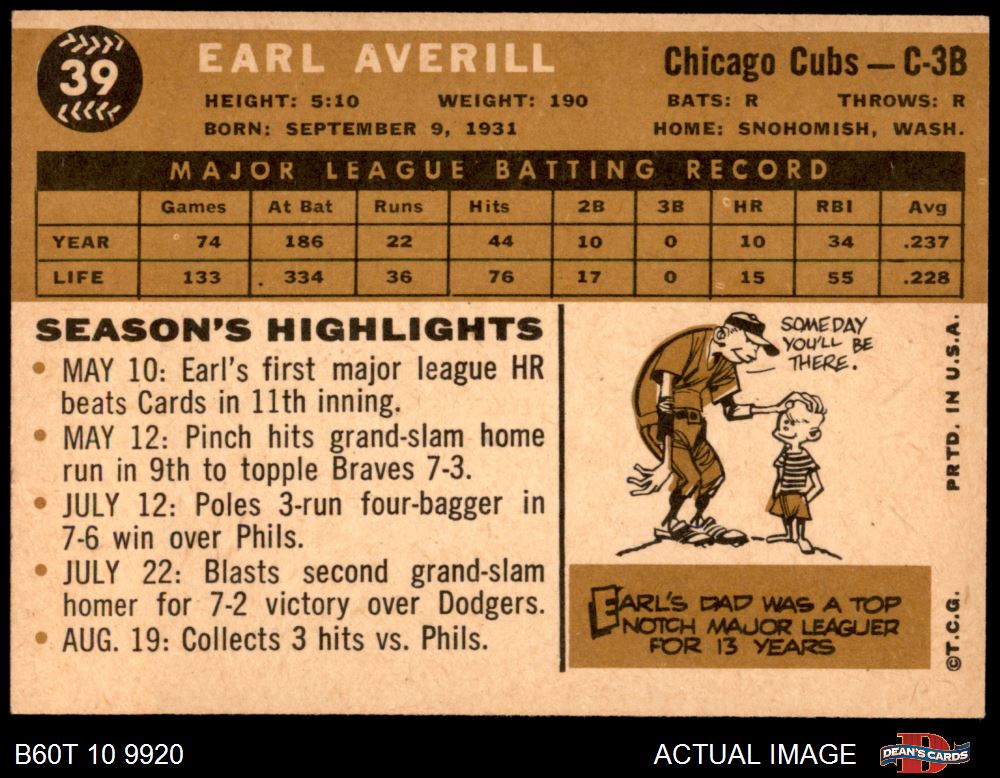 39
EARL AVERILL
Chicago Cubs — C-3B
HEIGHT: 5:10 WEIGHT: 190 BATS: R THROWS: R
BORN: SEPTEMBER 9, 1931 HOME: SNOHOMISH, WASH.
MAJOR LEAGUE BATTING RECORD
Games At Bat Runs Hits 2B 3B HR RBI Avg
YEAR 74 186 22 44 10 0 10 34 .237
LIFE 133 334 36 76 17 0 15 55 .228
SEASON'S HIGHLIGHTS
• MAY 10: Earl's first major league HR
beats Cards in 11th inning.
• MAY 12: Pinch hits grand-slam home
run in 9th to topple Braves 7-3.
• JULY 12: Poles 3-run four-bagger in
7-6 win over Phils.
• JULY 22: Blasts second grand-slam
homer for 7-2 victory over Dodgers.
• AUG. 19: Collects 3 hits vs. Phils.
SOMEDAY
YOU'LL BE
THERE.
EARL'S DAD WAS A TOP
NOTCH MAJOR LEAGUER
FOR 13 YEARS
©T.C.G. PRTD. IN U.S.A.
B60T 10 9920
ACTUAL IMAGE
D
DEAN'S CARDS